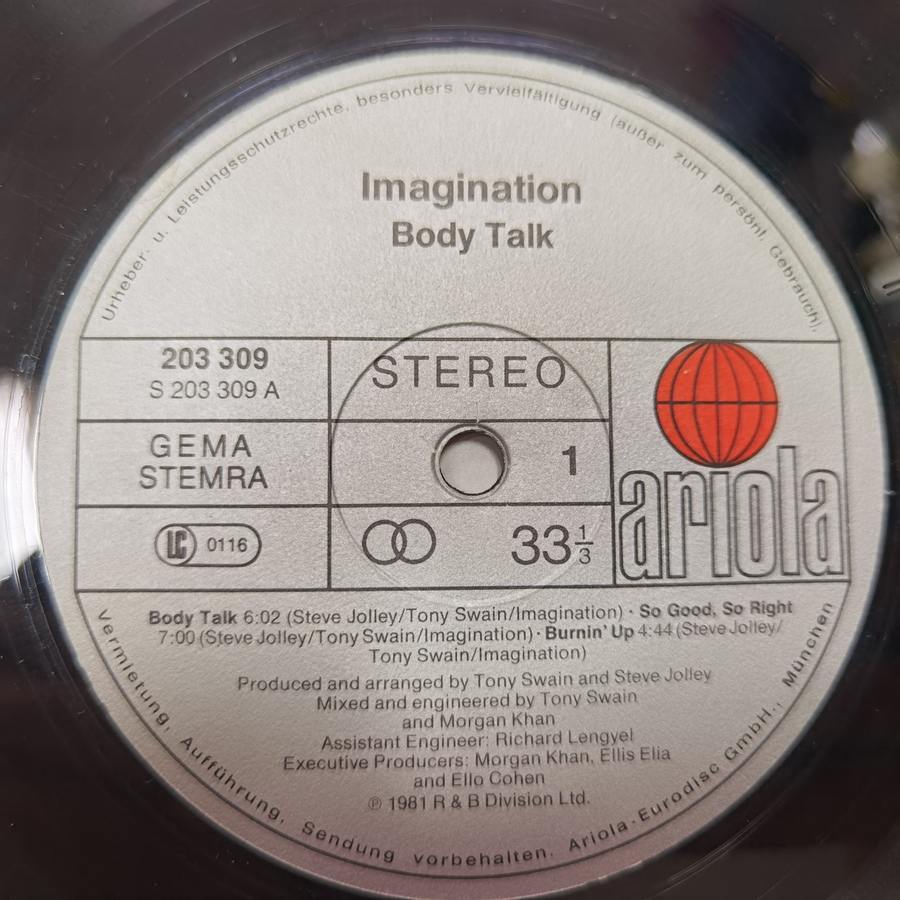 Urheber- u. Leistungsschutzrechte, besonders Vervielfältigung (außer zum persönl. Gebrauch),
Imagination
Body Talk
203 309
S 203 309 A
STEREO
GEMA
STEMRA
1
LC 0116
33 1/3
ariola
Body Talk 6:02 (Steve Jolley/Tony Swain/Imagination) · So Good, So Right
7:00 (Steve Jolley/Tony Swain/Imagination) · Burnin' Up 4:44 (Steve Jolley/
Tony Swain/Imagination)
Produced and arranged by Tony Swain and Steve Jolley
Mixed and engineered by Tony Swain
and Morgan Khan
Assistant Engineer: Richard Lengyel
Executive Producers: Morgan Khan, Ellis Elia
and Ello Cohen
℗ 1981 R & B Division Ltd.
Vermietung, Aufführung, Sendung vorbehalten. Ariola-Eurodisc GmbH., München